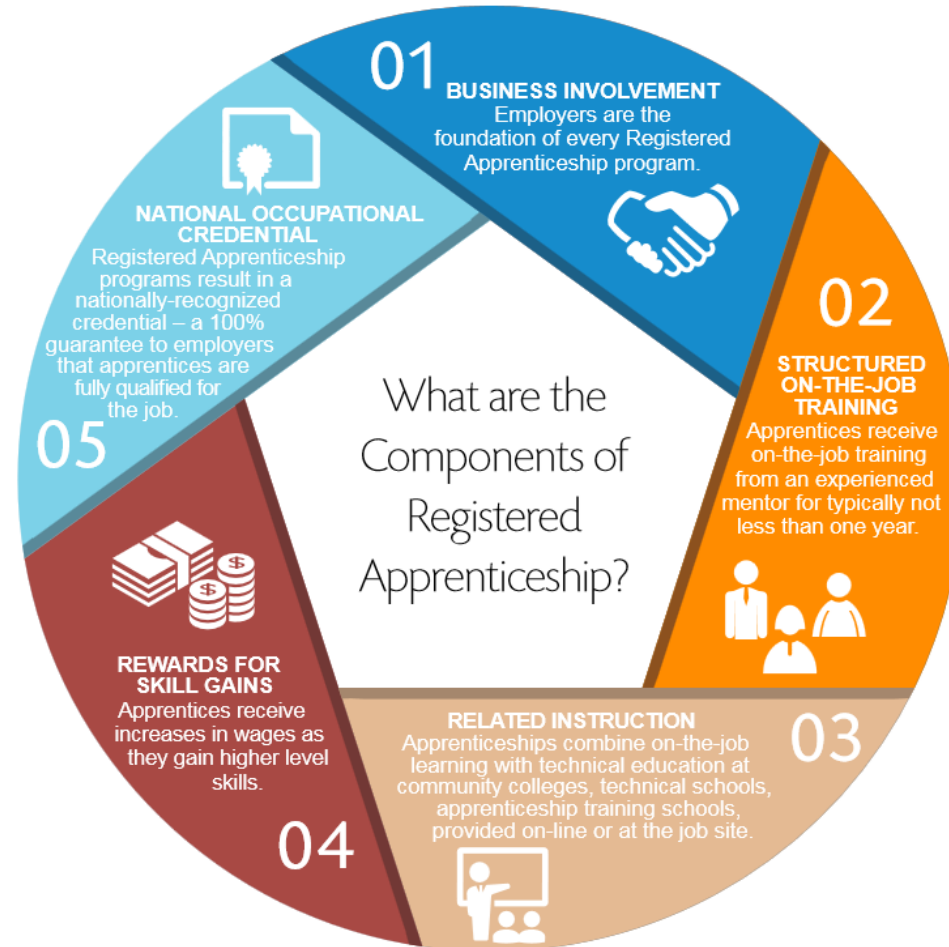 What are the
Components of
Registered
Apprenticeship?
01
BUSINESS INVOLVEMENT
Employers are the
foundation of every Registered
Apprenticeship program.
02
STRUCTURED
ON-THE-JOB
TRAINING
Apprentices receive
on-the-job training
from an experienced
mentor for typically not
less than one year.
03
RELATED INSTRUCTION
Apprenticeships combine on-the-job
learning with technical education at
community colleges, technical schools,
apprenticeship training schools,
provided on-line or at the job site.
04
REWARDS FOR
SKILL GAINS
Apprentices receive
increases in wages as
they gain higher level
skills.
$
$
05
NATIONAL OCCUPATIONAL
CREDENTIAL
Registered Apprenticeship
programs result in a
nationally-recognized
credential – a 100%
guarantee to employers
that apprentices are
fully qualified for
the job.